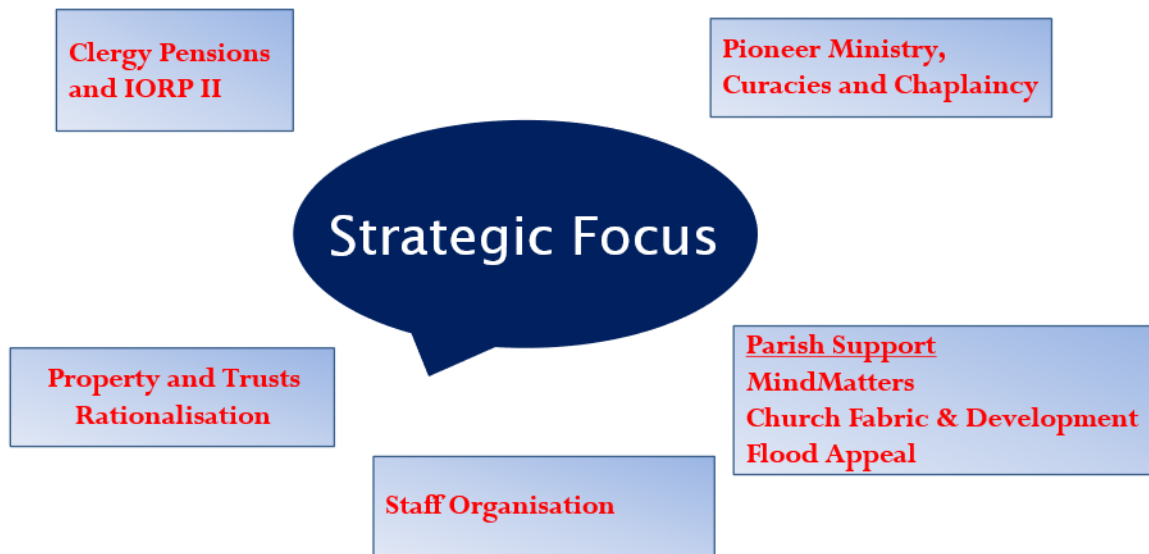 Clergy Pensions
and IORP II
Pioneer Ministry,
Curacies and Chaplaincy
Strategic Focus
Property and Trusts
Rationalisation
Parish Support
MindMatters
Church Fabric & Development
Flood Appeal
Staff Organisation